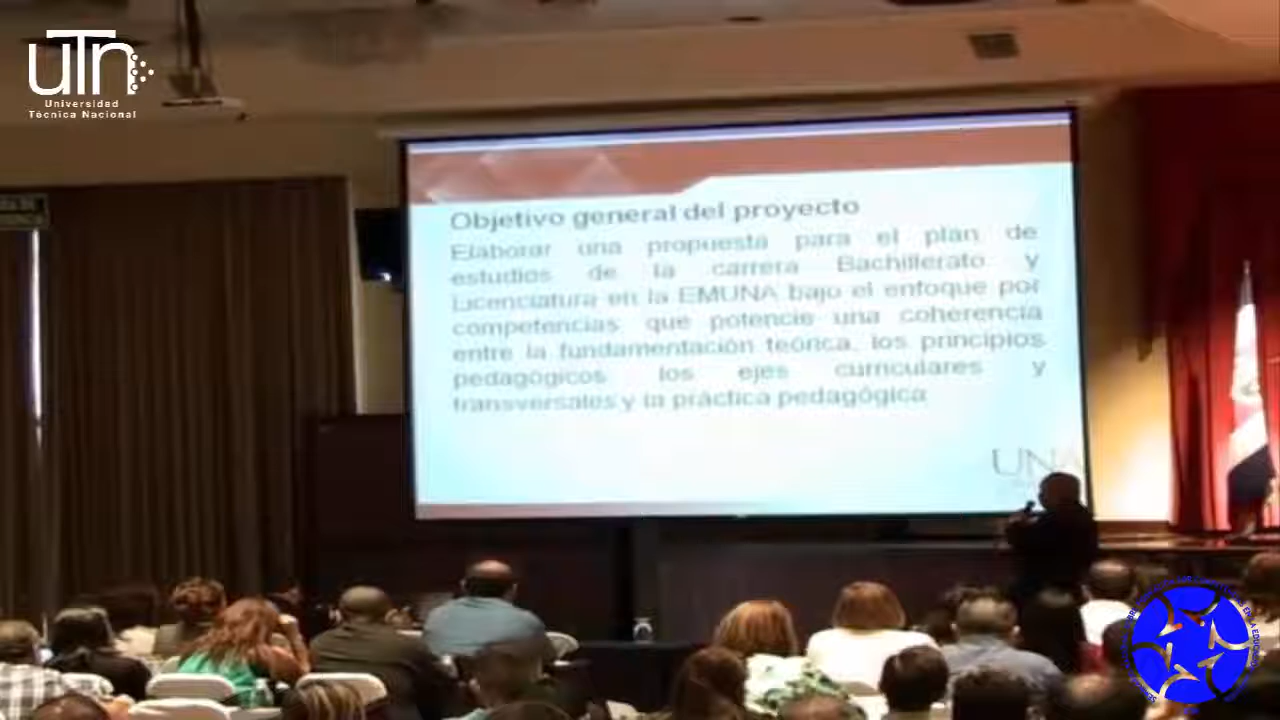 uTn
Universidad
Técnica Nacional
Objetivo general del proyecto
Elaborar una propuesta para el plan de
estudios de la carrera Bachillerato y
Licenciatura en la EMUNA bajo el enfoque por
competencias que potencie una coherencia
entre la fundamentación teórica, los principios
pedagógicos los ejes curriculares y
transversales y la práctica pedagógica
UNA